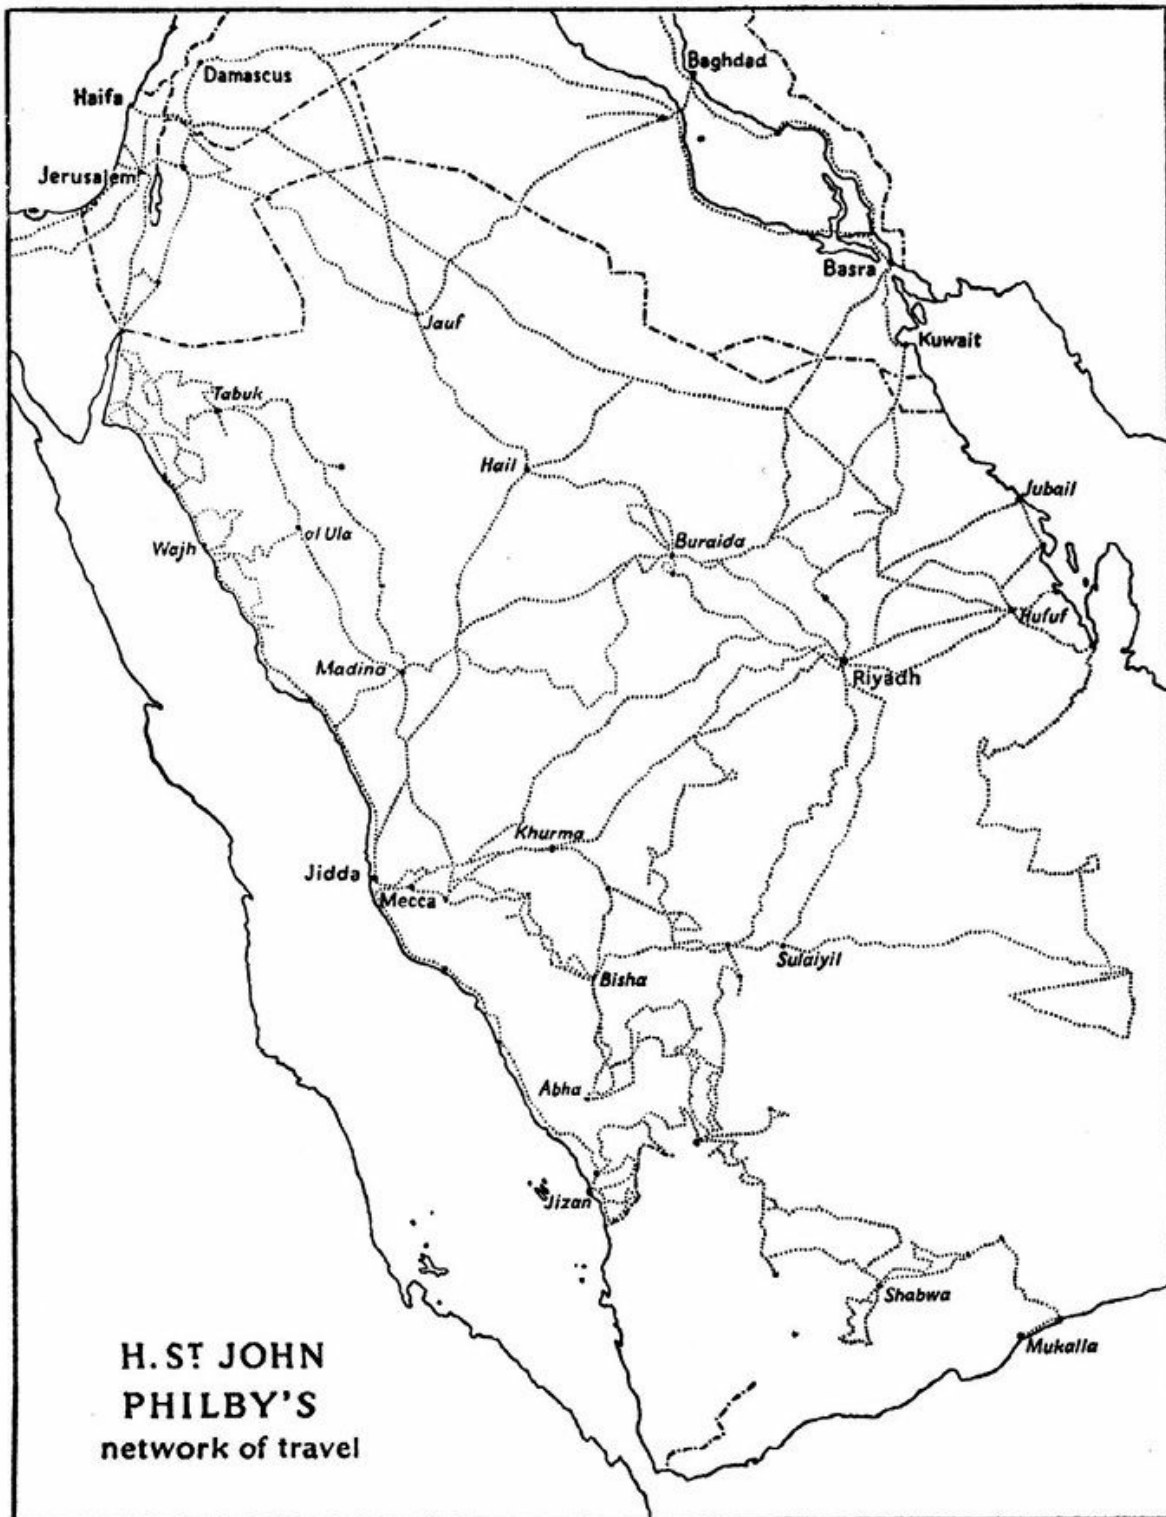 Baghdad
Damascus
Haifa
Jerusalem
Basra
Jauf
Kuwait
Tabuk
Hail
Jubail
Wajh
al Ula
Buraida
Hufuf
Madina
Riyadh
Khurma
Jidda
Mecca
Sulaiyil
Bisha
Abha
Jizan
Shabwa
Mukalla
H. ST JOHN
PHILBY'S
network of travel